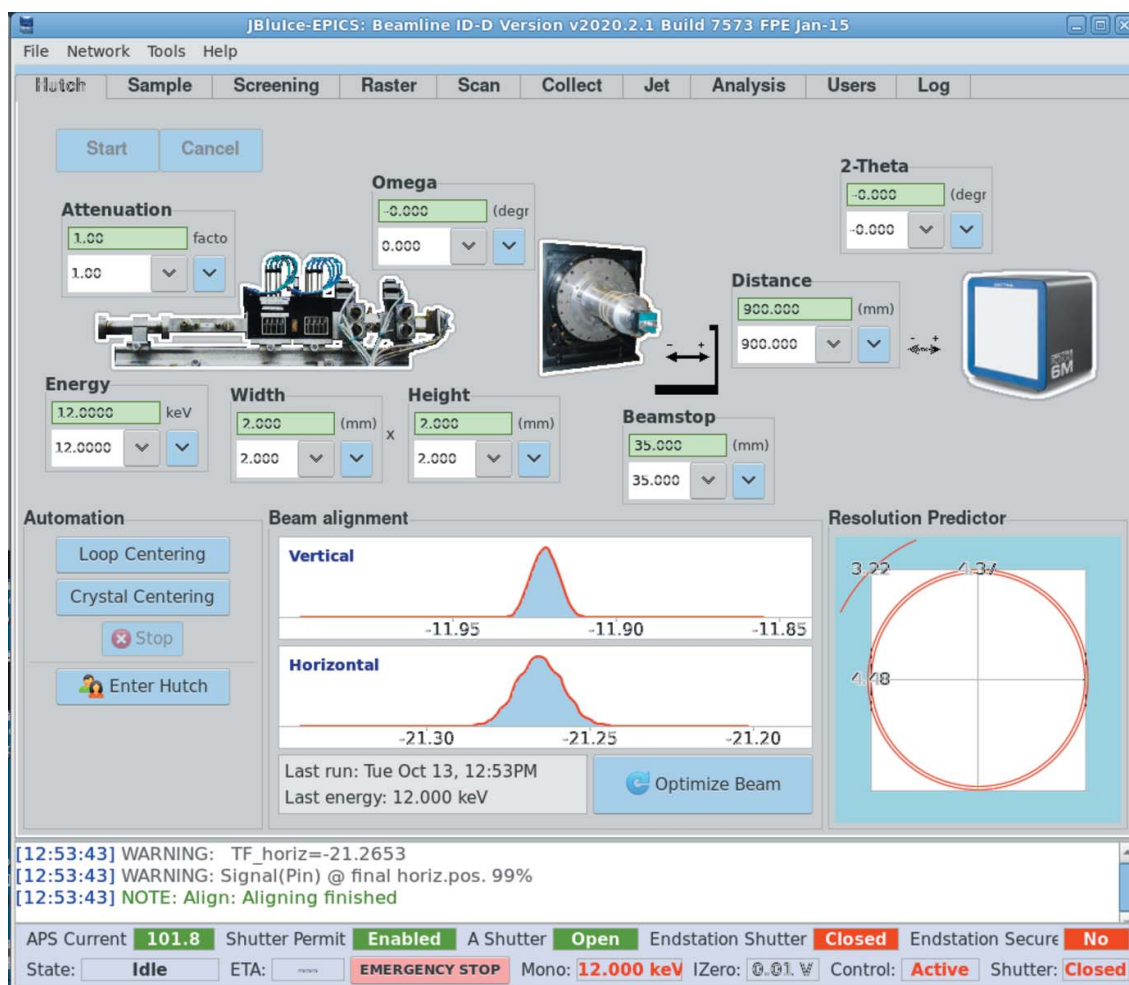 JBluIce-EPICS: Beamline ID-D Version v2020.2.1 Build 7573 FPE Jan-15
File Network Tools Help
Hutch Sample Screening Raster Scan Collect Jet Analysis Users Log
Start Cancel
Attenuation
1.00 facto
1.00
Omega
-0.000 (degr
0.000
2-Theta
-0.000 (degr
-0.000
Distance
900.000 (mm)
900.000
- +
- +
6M
Energy
12.0000 keV
12.0000
Width
2.000 (mm) x
2.000
Height
2.000 (mm)
2.000
Beamstop
35.000 (mm)
35.000
Automation
Loop Centering
Crystal Centering
Stop
Enter Hutch
Beam alignment
Vertical
-11.95 -11.90 -11.85
Horizontal
-21.30 -21.25 -21.20
Last run: Tue Oct 13, 12:53PM
Last energy: 12.000 keV
Optimize Beam
Resolution Predictor
3.22 4.37
4.48
[12:53:43] WARNING: TF_horiz=-21.2653
[12:53:43] WARNING: Signal(Pin) @ final horiz.pos. 99%
[12:53:43] NOTE: Align: Aligning finished
APS Current 101.8 Shutter Permit Enabled A Shutter Open Endstation Shutter Closed Endstation Secure No
State: Idle ETA: --- EMERGENCY STOP Mono: 12.000 keV IZero: 0.01 V Control: Active Shutter: Closed